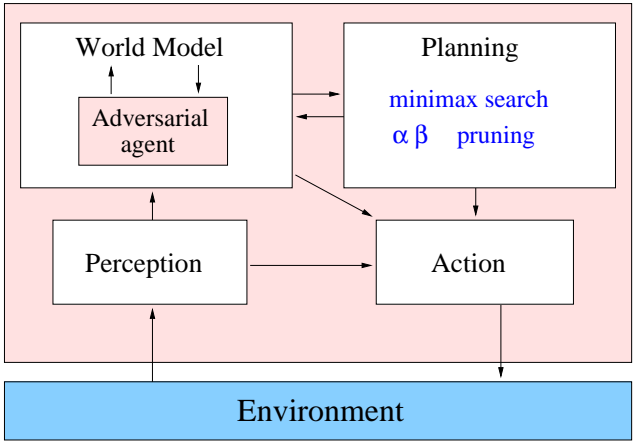 World Model
Planning
minimax search
α β pruning
Adversarial
agent
Perception
Action
Environment